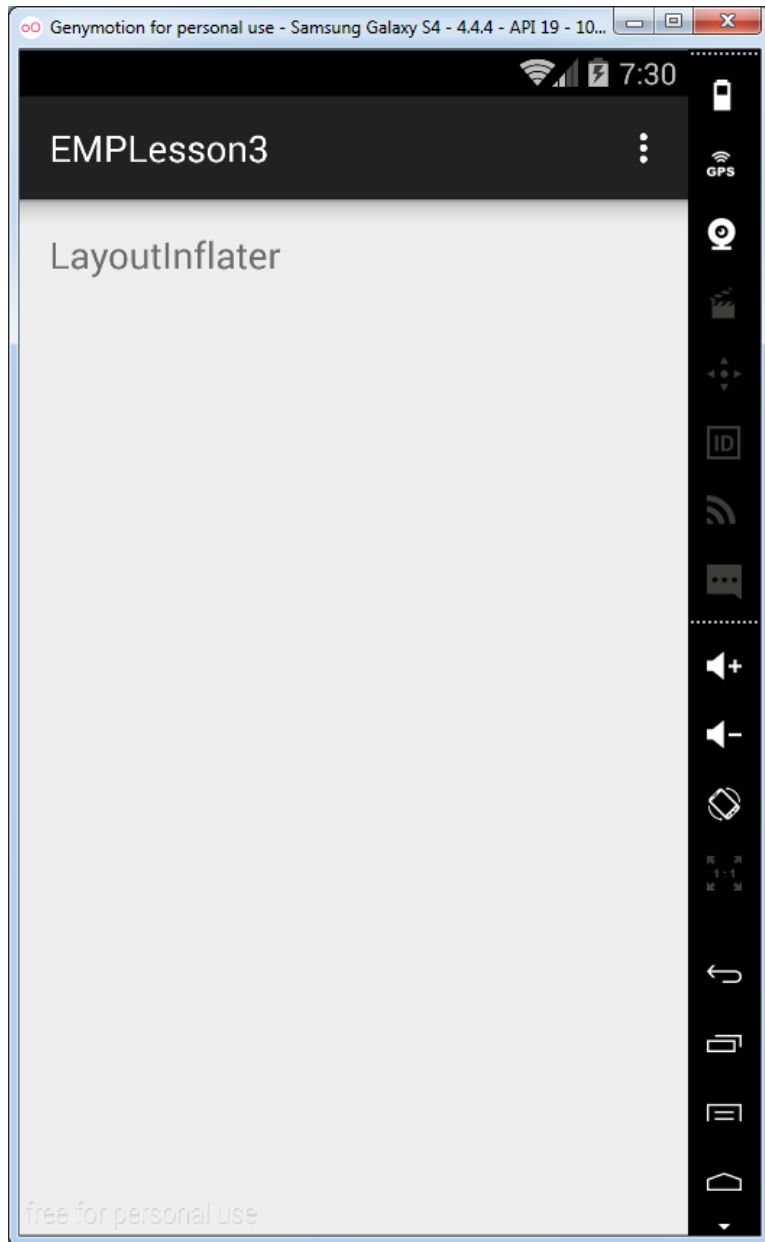 Genymotion for personal use - Samsung Galaxy S4 - 4.4.4 - API 19 - 10...
7:30
EMPLesson3
GPS
LayoutInflater
ID
1:1
free for personal use